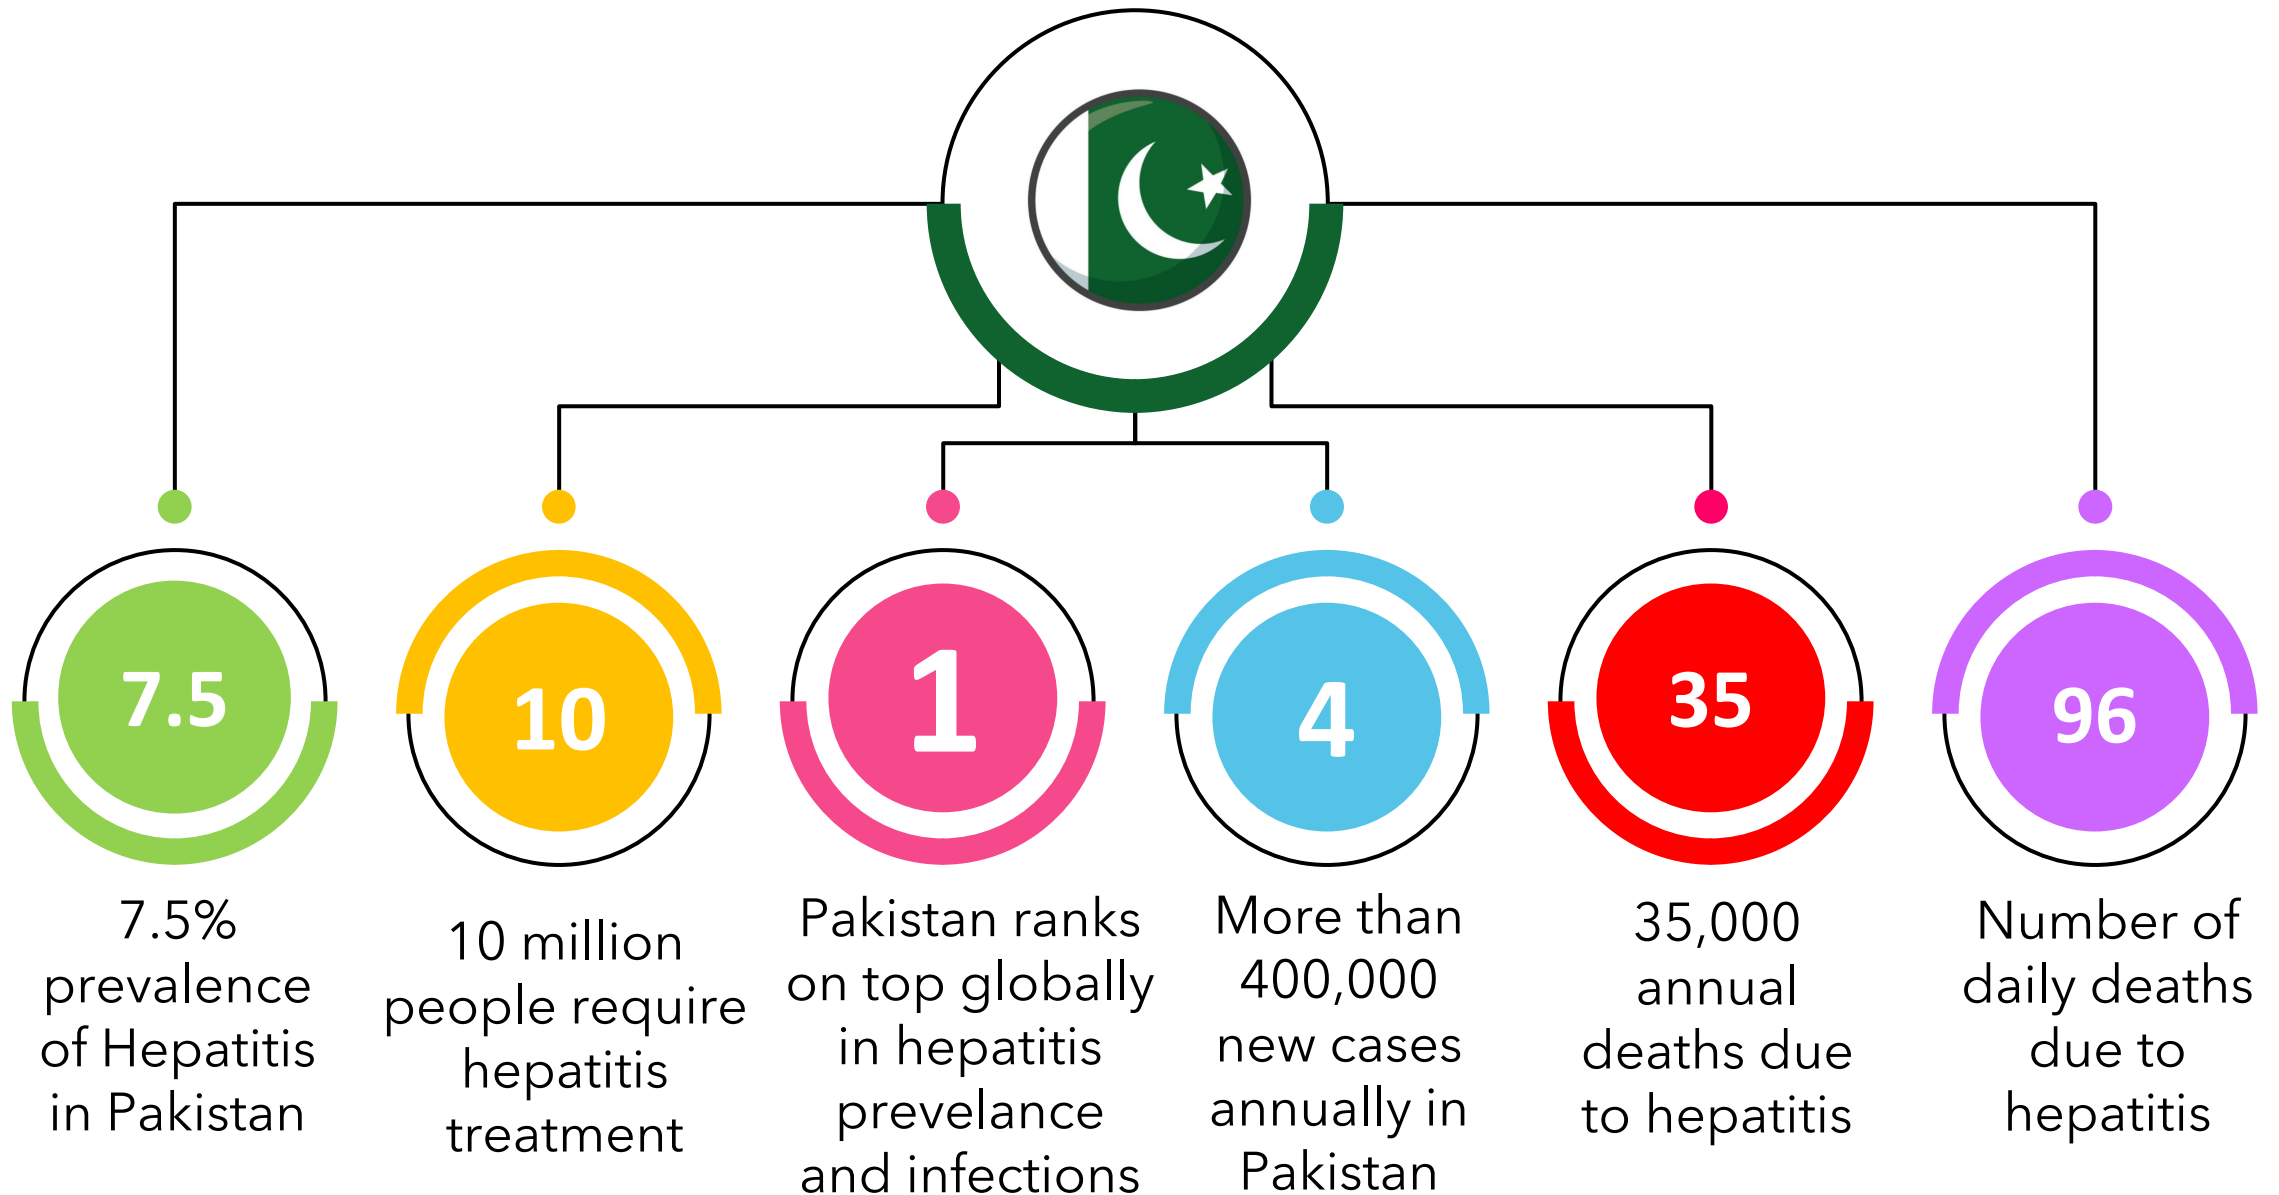 7.5
7.5%
prevalence
of Hepatitis
in Pakistan
10
10 million
people require
hepatitis
treatment
1
Pakistan ranks
on top globally
in hepatitis
prevelance
and infections
4
More than
400,000
new cases
annually in
Pakistan
35
35,000
annual
deaths due
to hepatitis
96
Number of
daily deaths
due to
hepatitis